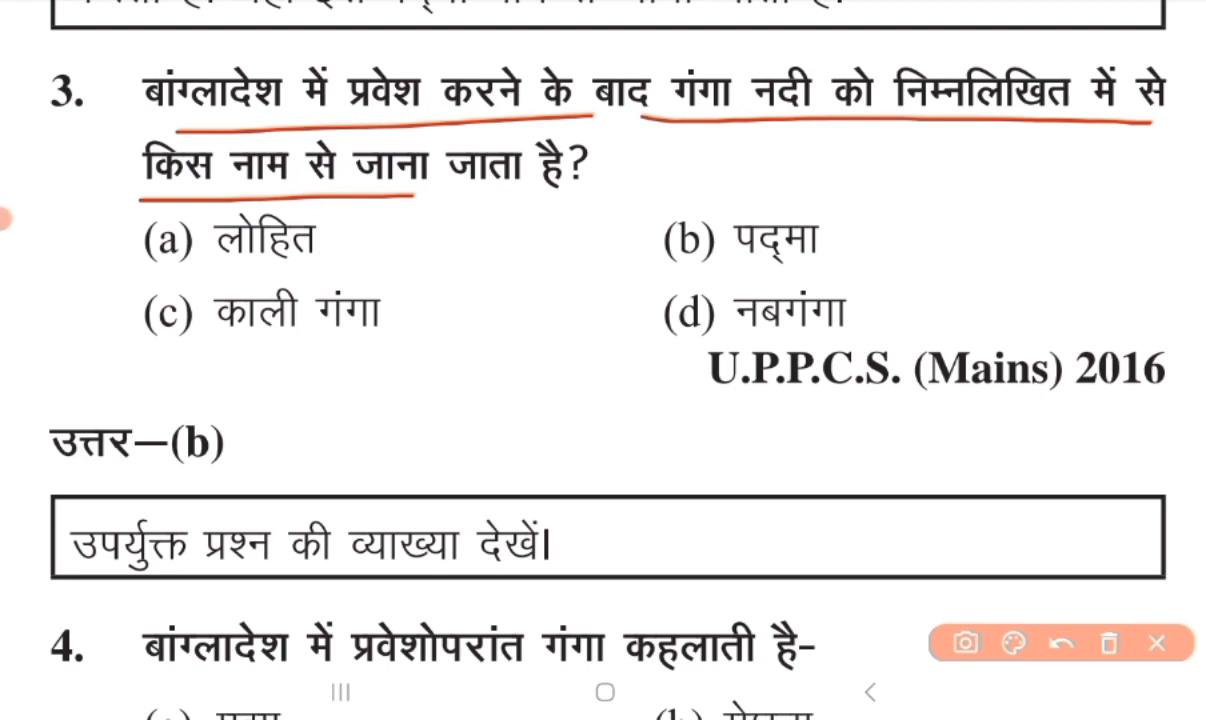 3. बांग्लादेश में प्रवेश करने के बाद गंगा नदी को निम्नलिखित में से
किस नाम से जाना जाता है?
(a) लोहित (b) पद्मा
(c) काली गंगा (d) नबगंगा
U.P.P.C.S. (Mains) 2016
उत्तर—(b)
उपर्युक्त प्रश्न की व्याख्या देखें।
4. बांग्लादेश में प्रवेशोपरांत गंगा कहलाती है-